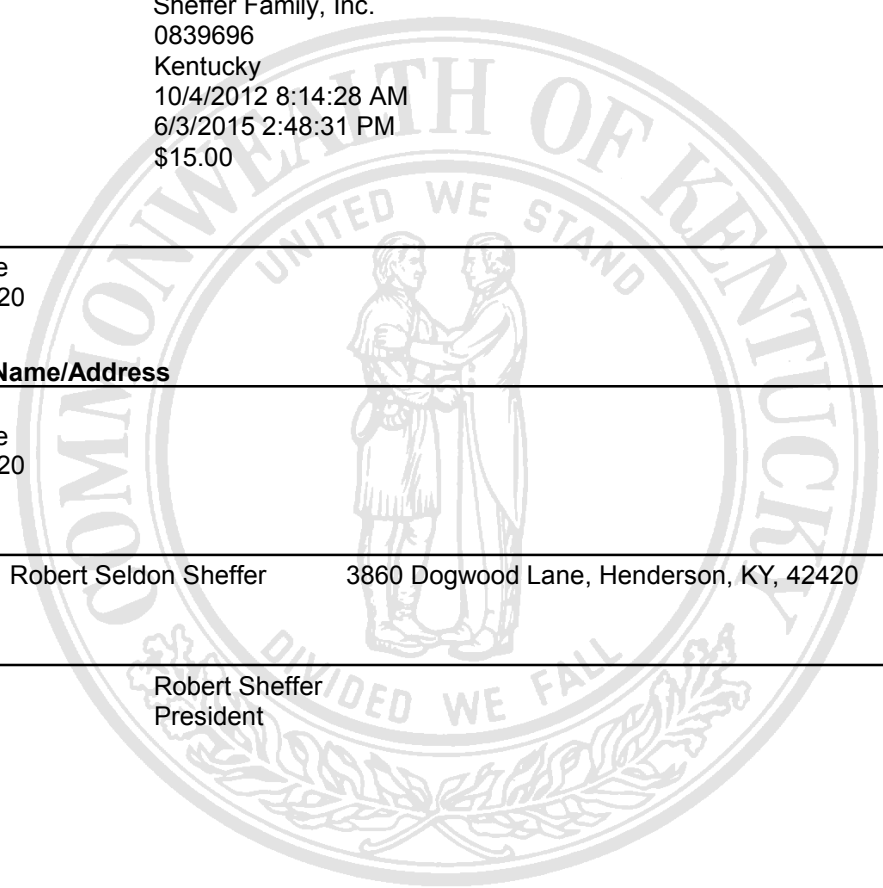 Sheffer Family, Inc.
0839696
Kentucky
10/4/2012 8:14:28 AM
6/3/2015 2:48:31 PM
$15.00
COMMONWEALTH OF KENTUCKY
UNITED WE STAND
e
20
Name/Address
e
20
Robert Seldon Sheffer 3860 Dogwood Lane, Henderson, KY, 42420
DIVIDED WE FALL
Robert Sheffer
President